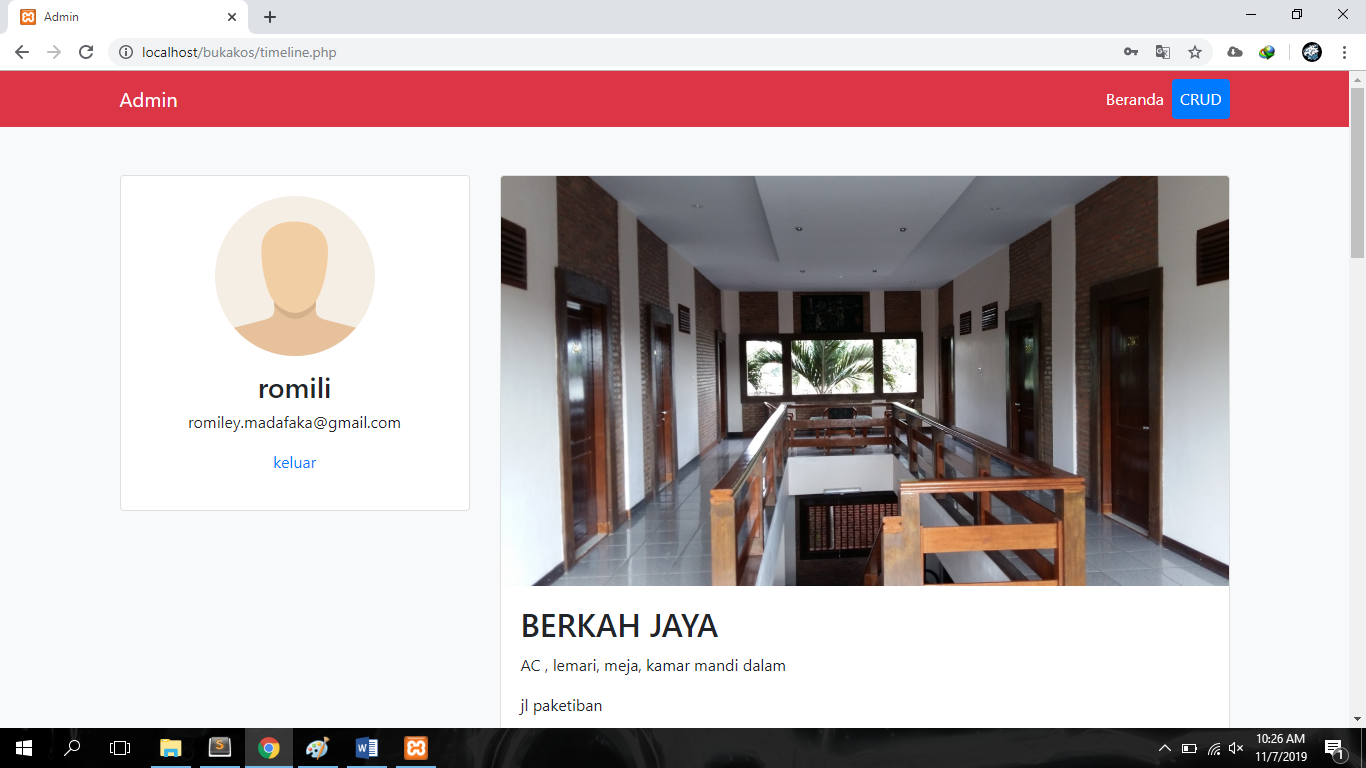 Admin
localhost/bukakos/timeline.php
Admin
Beranda CRUD
romili
romiley.madafaka@gmail.com
keluar
BERKAH JAYA
AC , lemari, meja, kamar mandi dalam
jl paketiban
10:26 AM
11/7/2019
1